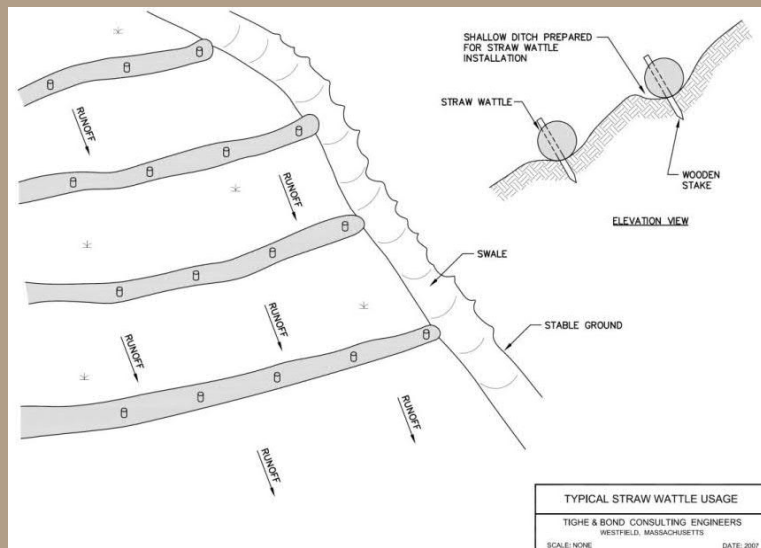 SHALLOW DITCH PREPARED
FOR STRAW WATTLE
INSTALLATION
STRAW WATTLE
WOODEN
STAKE
ELEVATION VIEW
RUNOFF
RUNOFF
SWALE
RUNOFF
RUNOFF
STABLE GROUND
RUNOFF
RUNOFF
TYPICAL STRAW WATTLE USAGE
TIGHE & BOND CONSULTING ENGINEERS
WESTFIELD, MASSACHUSETTS
SCALE: NONE DATE: 2007